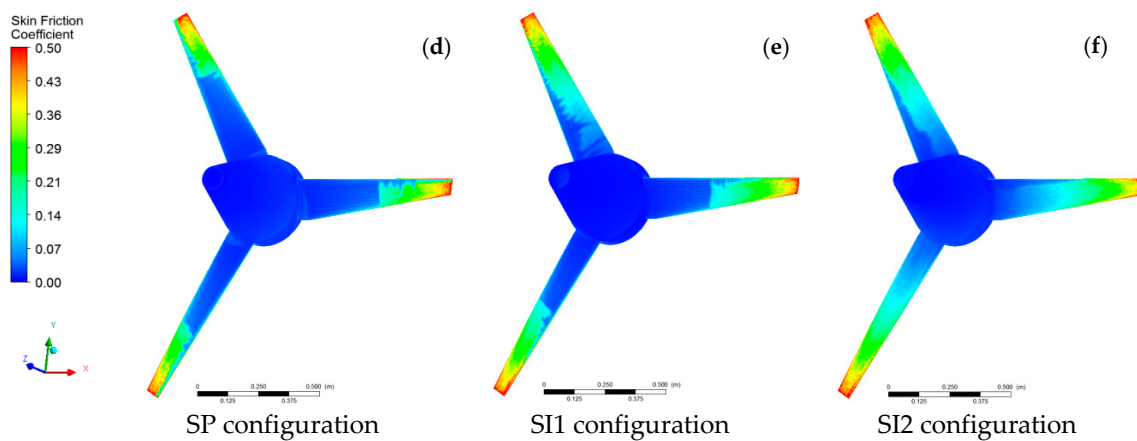 Skin Friction
Coefficient
0.50
0.43
0.36
0.29
0.21
0.14
0.07
0.00
Y
Z
X
(d)
0 0.250 0.500 (m)
0.125 0.375
SP configuration
(e)
0 0.250 0.500 (m)
0.125 0.375
SI1 configuration
(f)
0 0.250 0.500 (m)
0.125 0.375
SI2 configuration